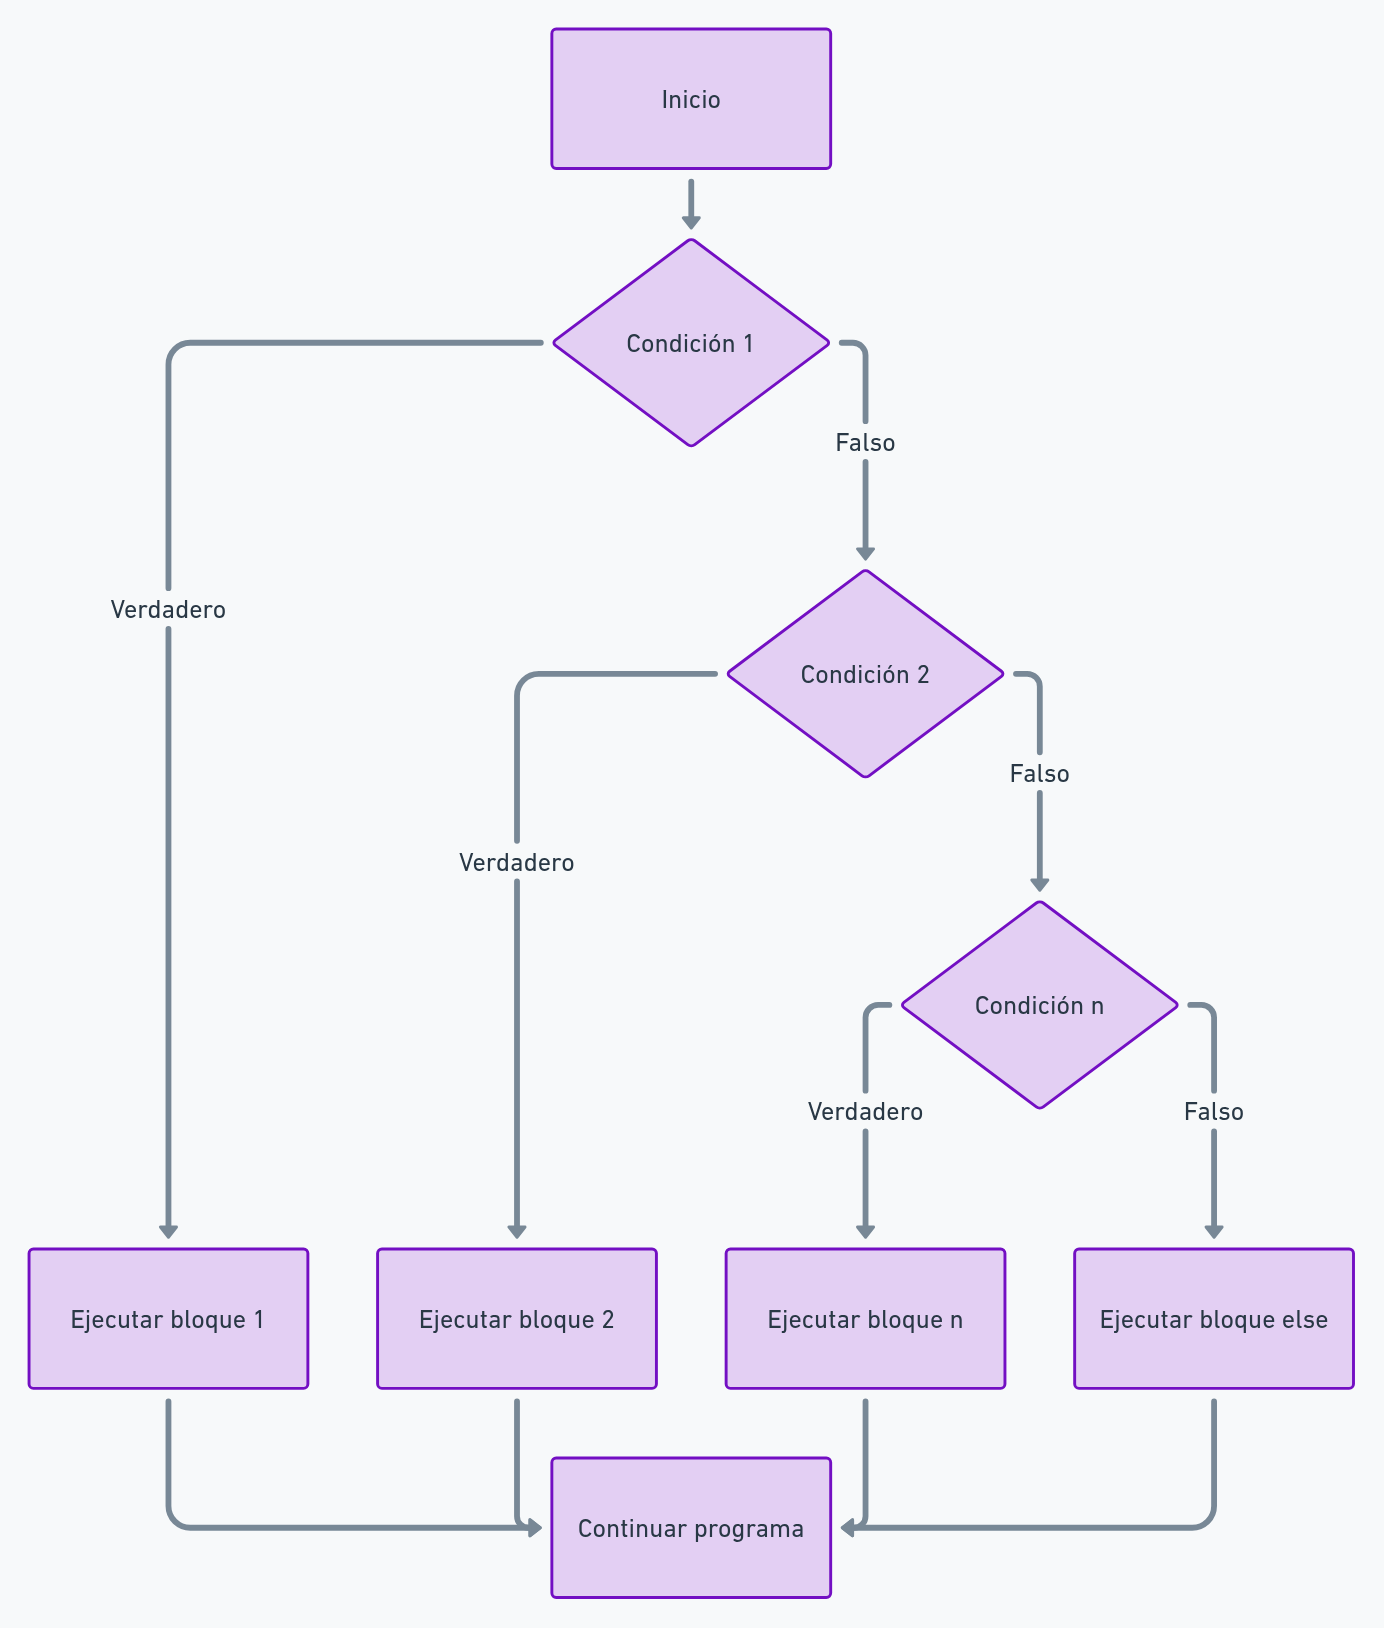 Inicio
Condición 1
Falso
Verdadero
Condición 2
Falso
Verdadero
Condición n
Verdadero
Falso
Ejecutar bloque 1
Ejecutar bloque 2
Ejecutar bloque n
Ejecutar bloque else
Continuar programa